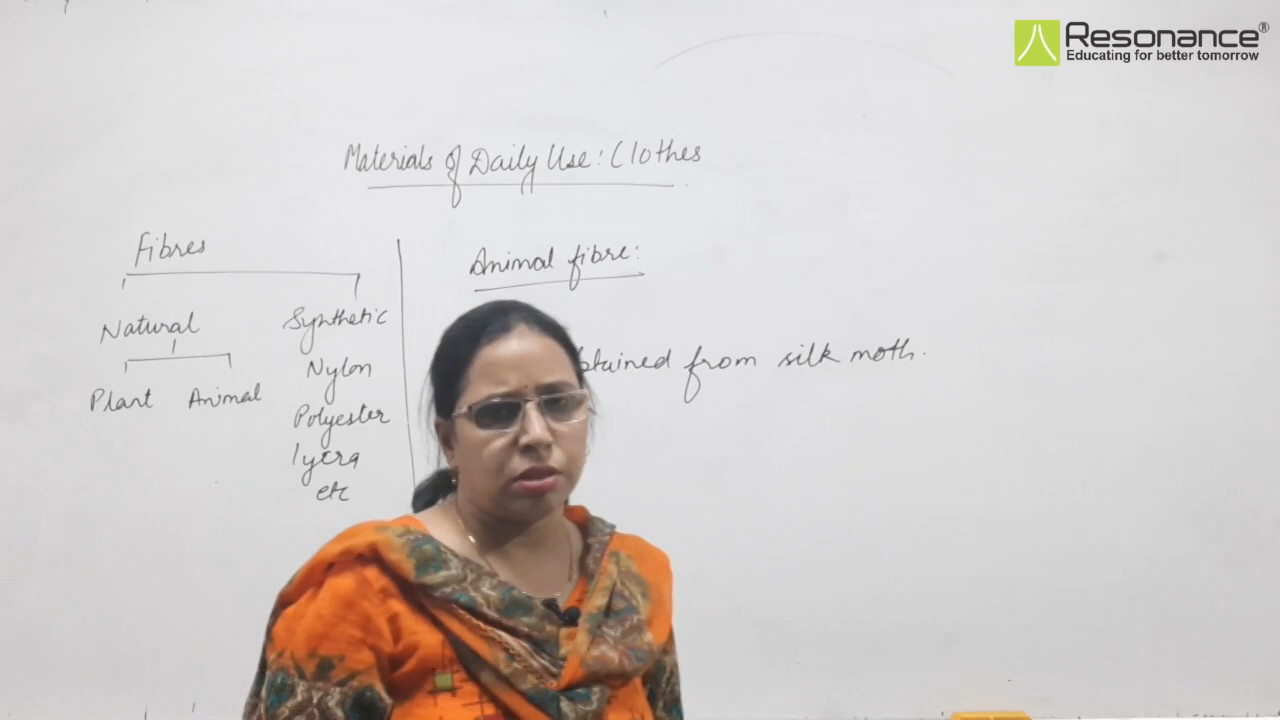 Resonance®
Educating for better tomorrow
Materials of Daily Use: Clothes
Fibres
Natural
Plant Animal
Synthetic
Nylon
Polyester
lycra
etc
Animal fibre:
obtained from silk moth.